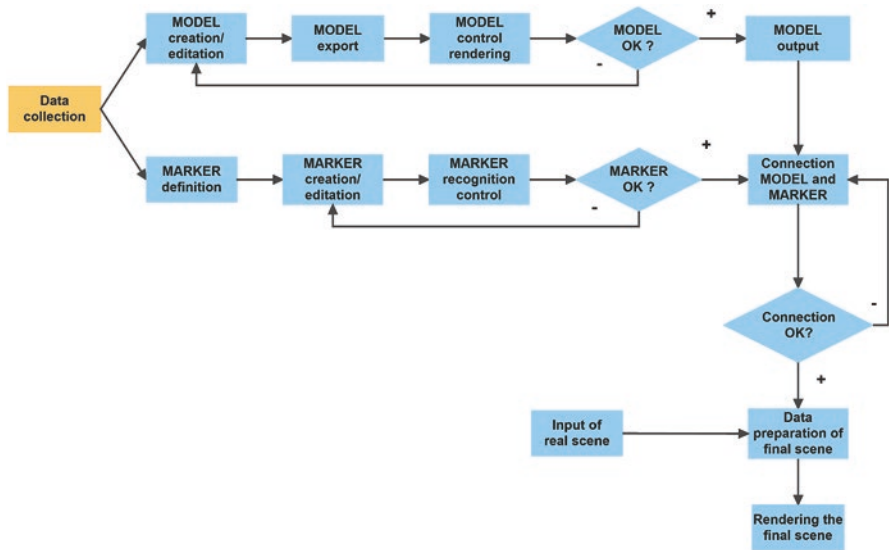 MODEL
creation/
editation
MODEL
export
MODEL
control
rendering
MODEL
OK ?
+
MODEL
output
-
Data
collection
MARKER
definition
MARKER
creation/
editation
MARKER
recognition
control
MARKER
OK ?
+
Connection
MODEL and
MARKER
-
Connection
OK?
-
+
Input of
real scene
Data
preparation of
final scene
Rendering the
final scene